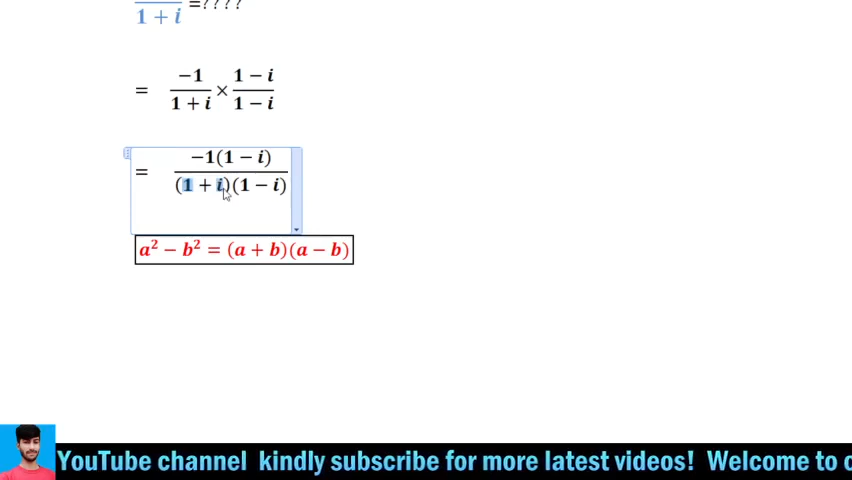 1 + i =????
= −1 / 1 + i × 1 − i / 1 − i
= −1(1 − i) / (1 + i)(1 − i)
a² − b² = (a + b)(a − b)
YouTube channel kindly subscribe for more latest videos! Welcome to